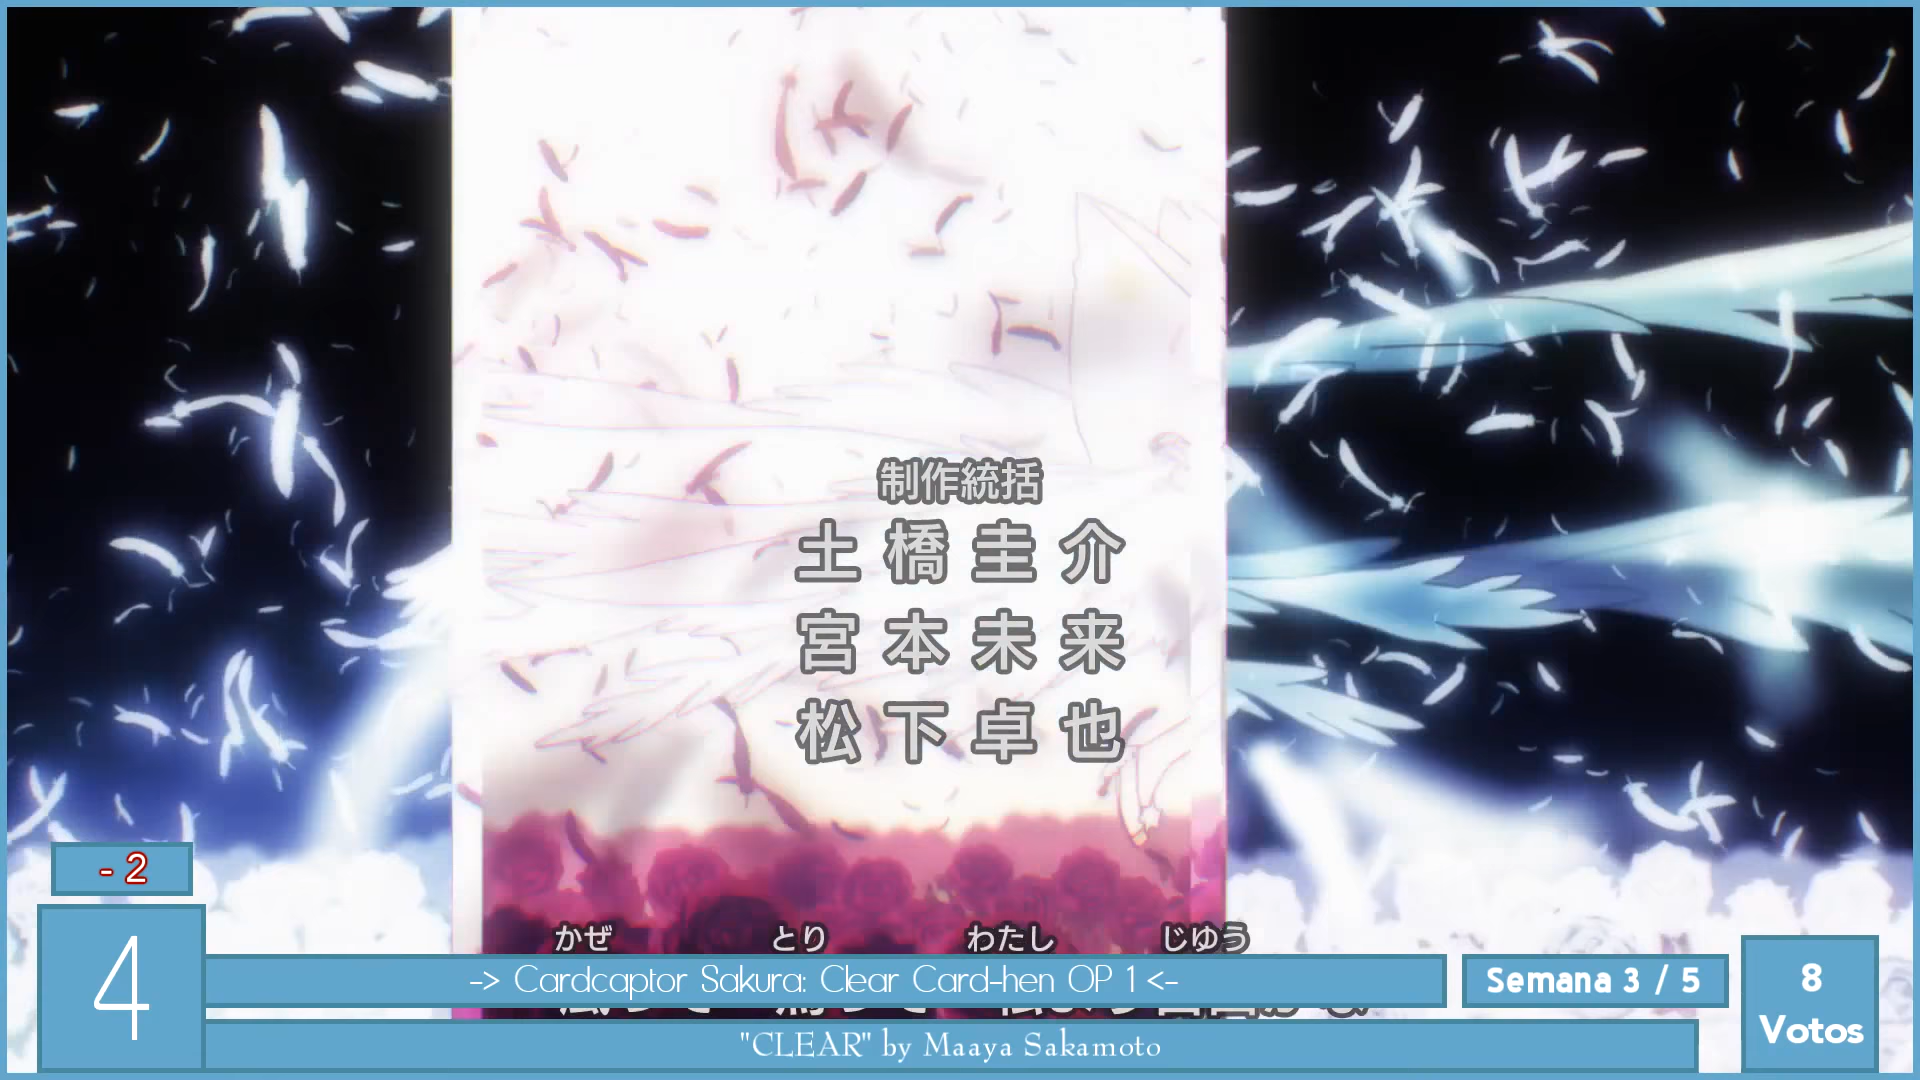 制作統括
土橋圭介
宮本未来
松下卓也
- 2
4
かぜ とり わたし じゆう
-> Cardcaptor Sakura: Clear Card-hen OP 1 <-
Semana 3 / 5
8
Votos
"CLEAR" by Maaya Sakamoto